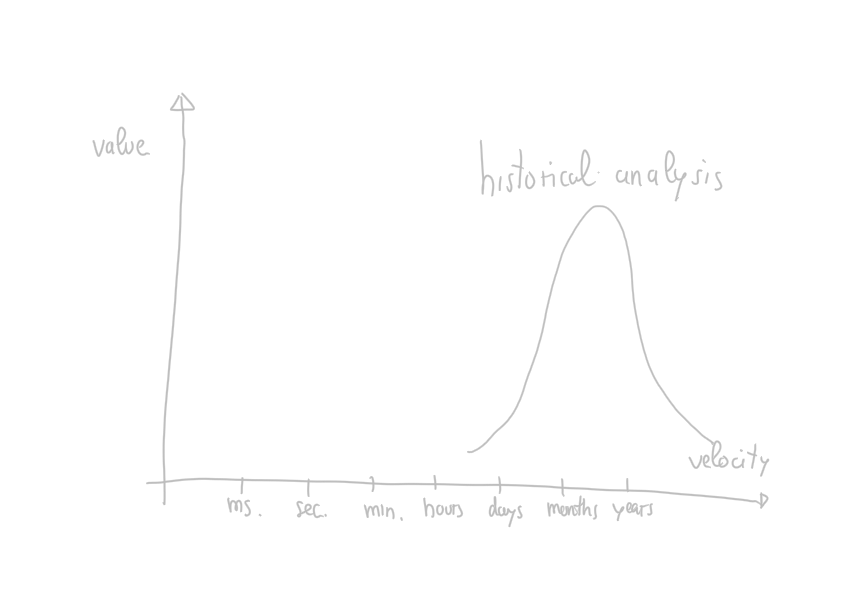 value
historical analysis
velocity
ms. sec. min. hours days months years